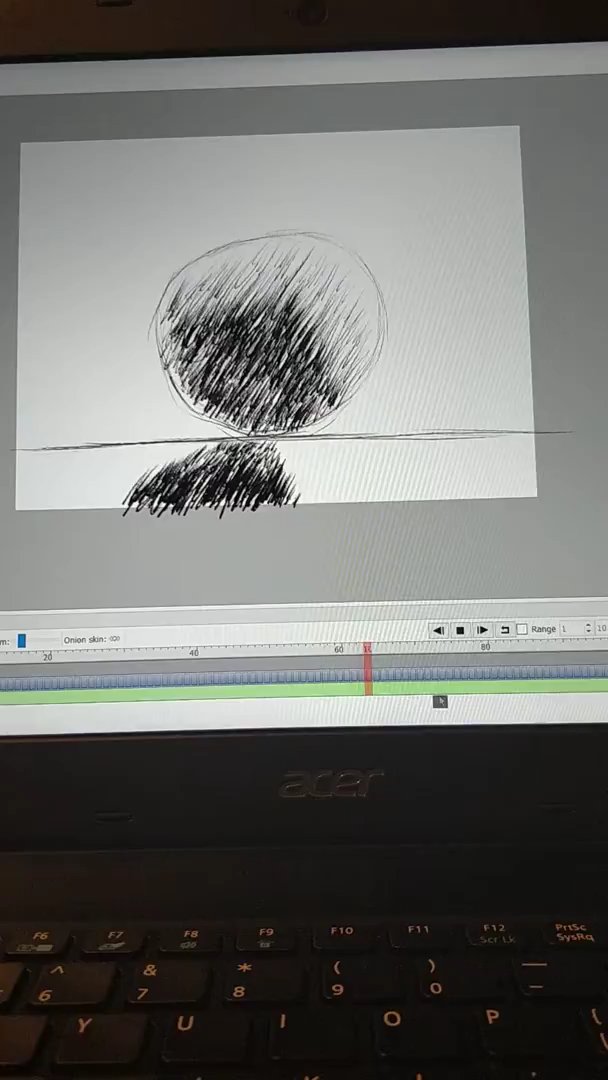 m: Onion skin: Range 1 10
20 40 60 80
acer
F6 F7 F8 F9 F10 F11 F12 PrtSc
Scr Lk SysRq
^ & * ( ) —
6 7 8 9 0 -
Y U I O P {